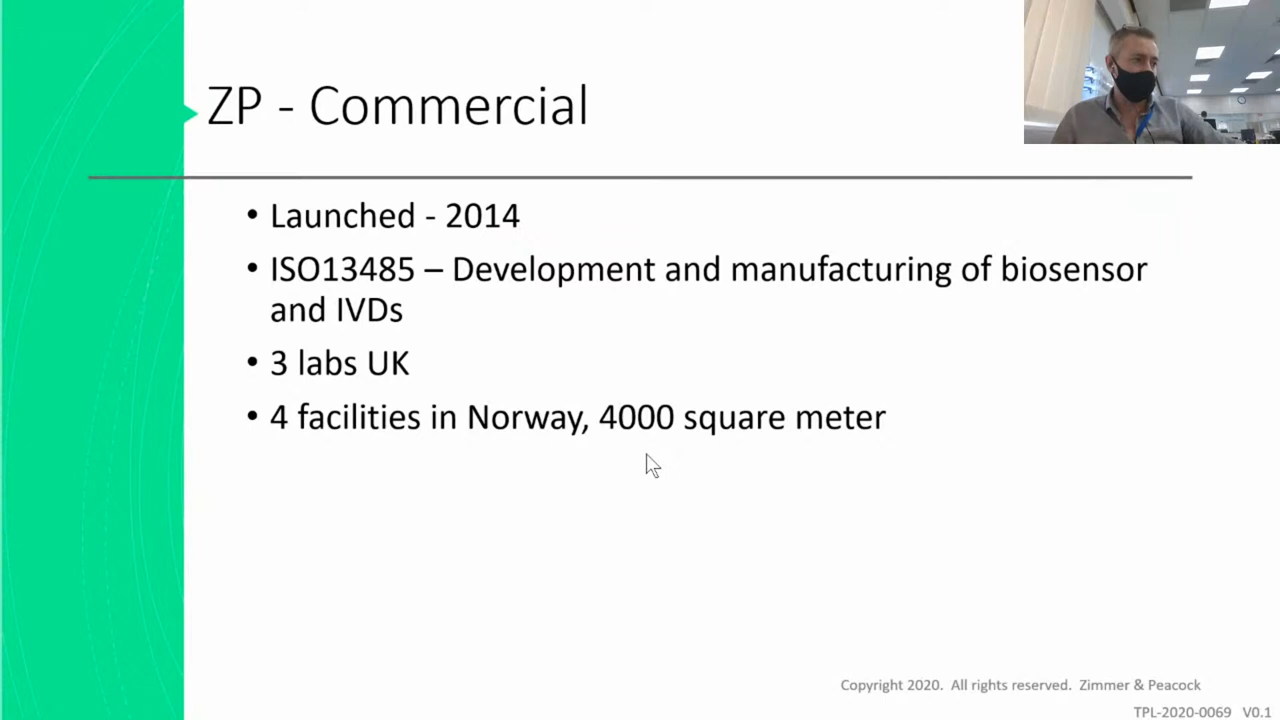 ZP - Commercial
• Launched - 2014
• ISO13485 – Development and manufacturing of biosensor
and IVDs
• 3 labs UK
• 4 facilities in Norway, 4000 square meter
Copyright 2020.  All rights reserved.  Zimmer & Peacock
TPL-2020-0069   V0.1